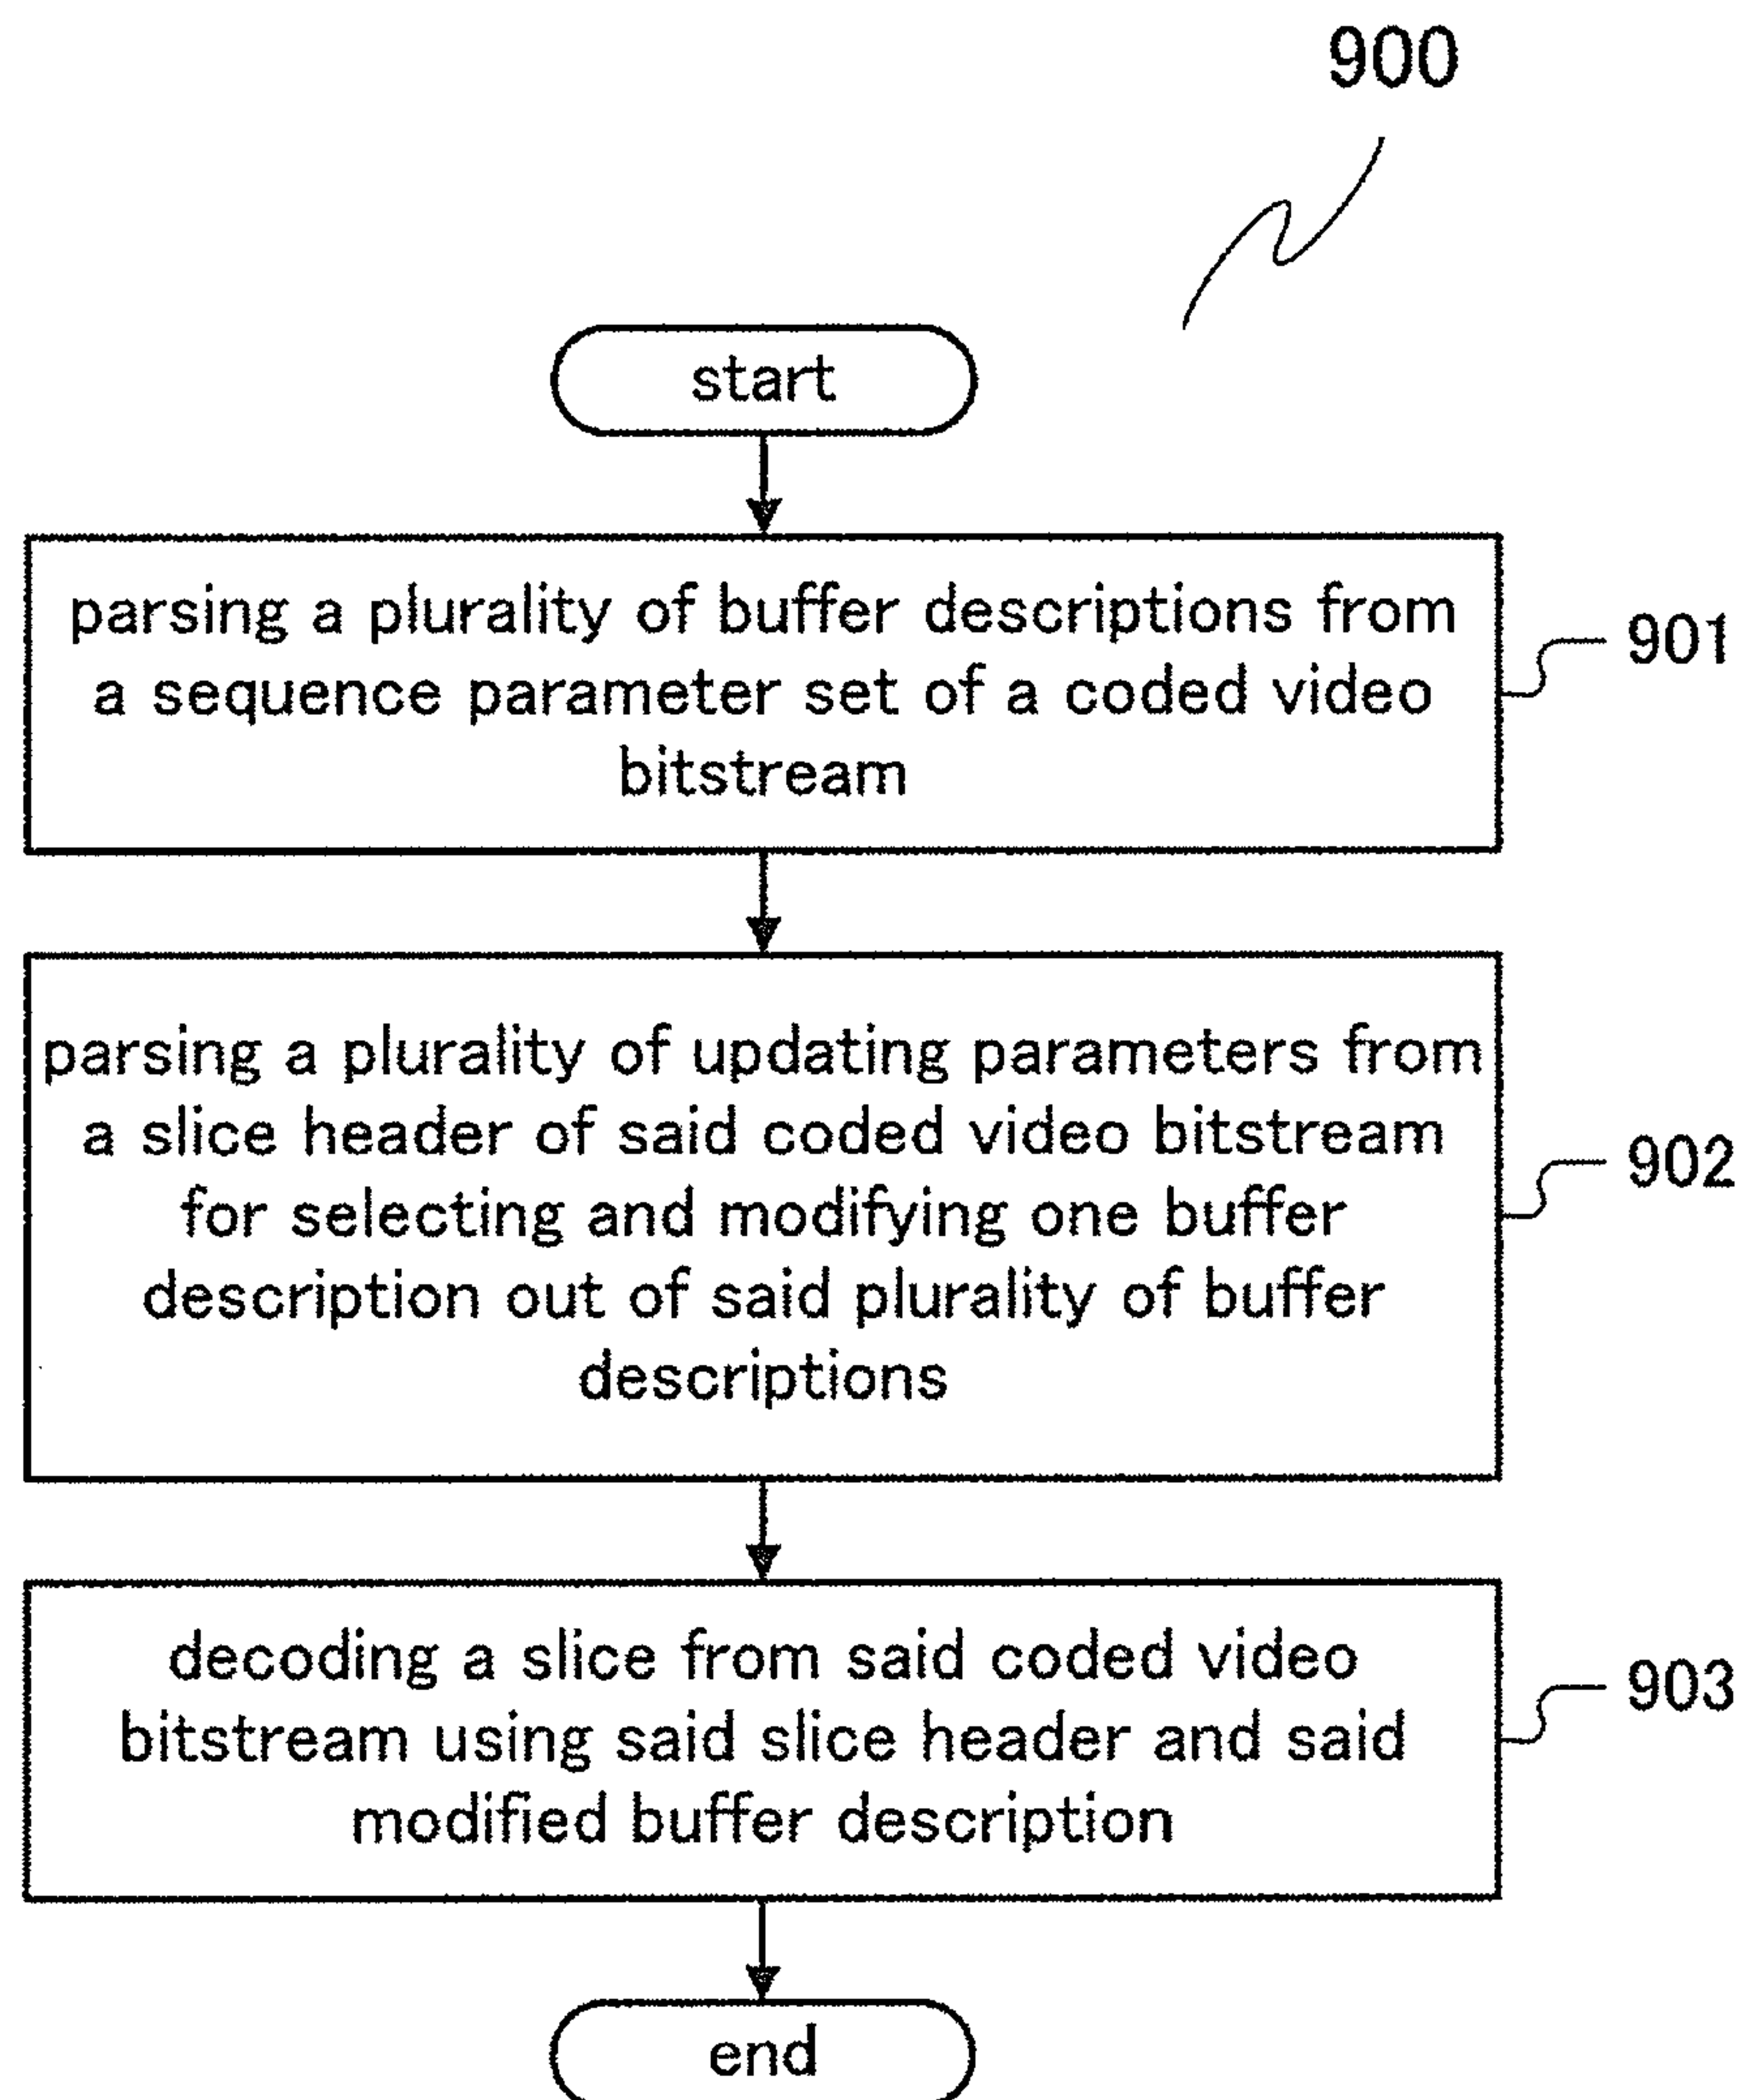 900
start
parsing a plurality of buffer descriptions from
a sequence parameter set of a coded video
bitstream
901
parsing a plurality of updating parameters from
a slice header of said coded video bitstream
for selecting and modifying one buffer
description out of said plurality of buffer
descriptions
902
decoding a slice from said coded video
bitstream using said slice header and said
modified buffer description
903
end